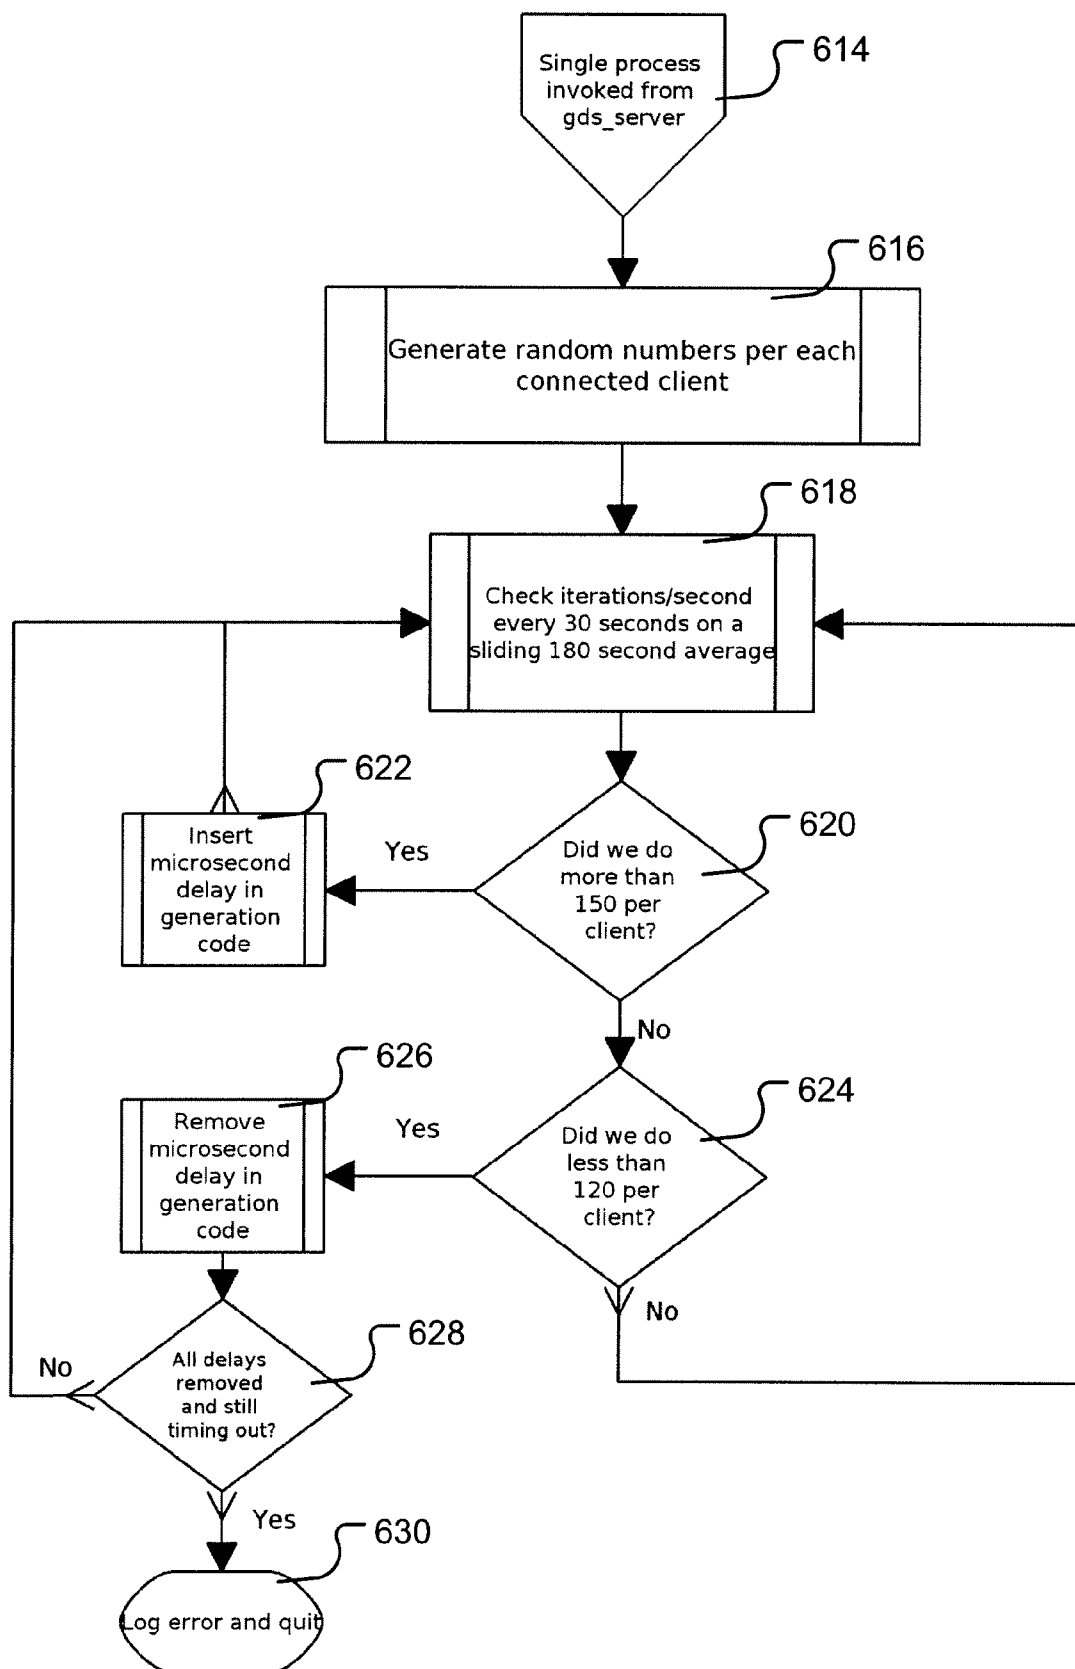 Single process
invoked from
gds_server
614
616
Generate random numbers per each
connected client
618
Check iterations/second
every 30 seconds on a
sliding 180 second average
622
Insert
microsecond
delay in
generation
code
Yes
620
Did we do
more than
150 per
client?
No
626
Remove
microsecond
delay in
generation
code
Yes
624
Did we do
less than
120 per
client?
No
628
All delays
removed
and still
timing out?
No
Yes
630
Log error and quit